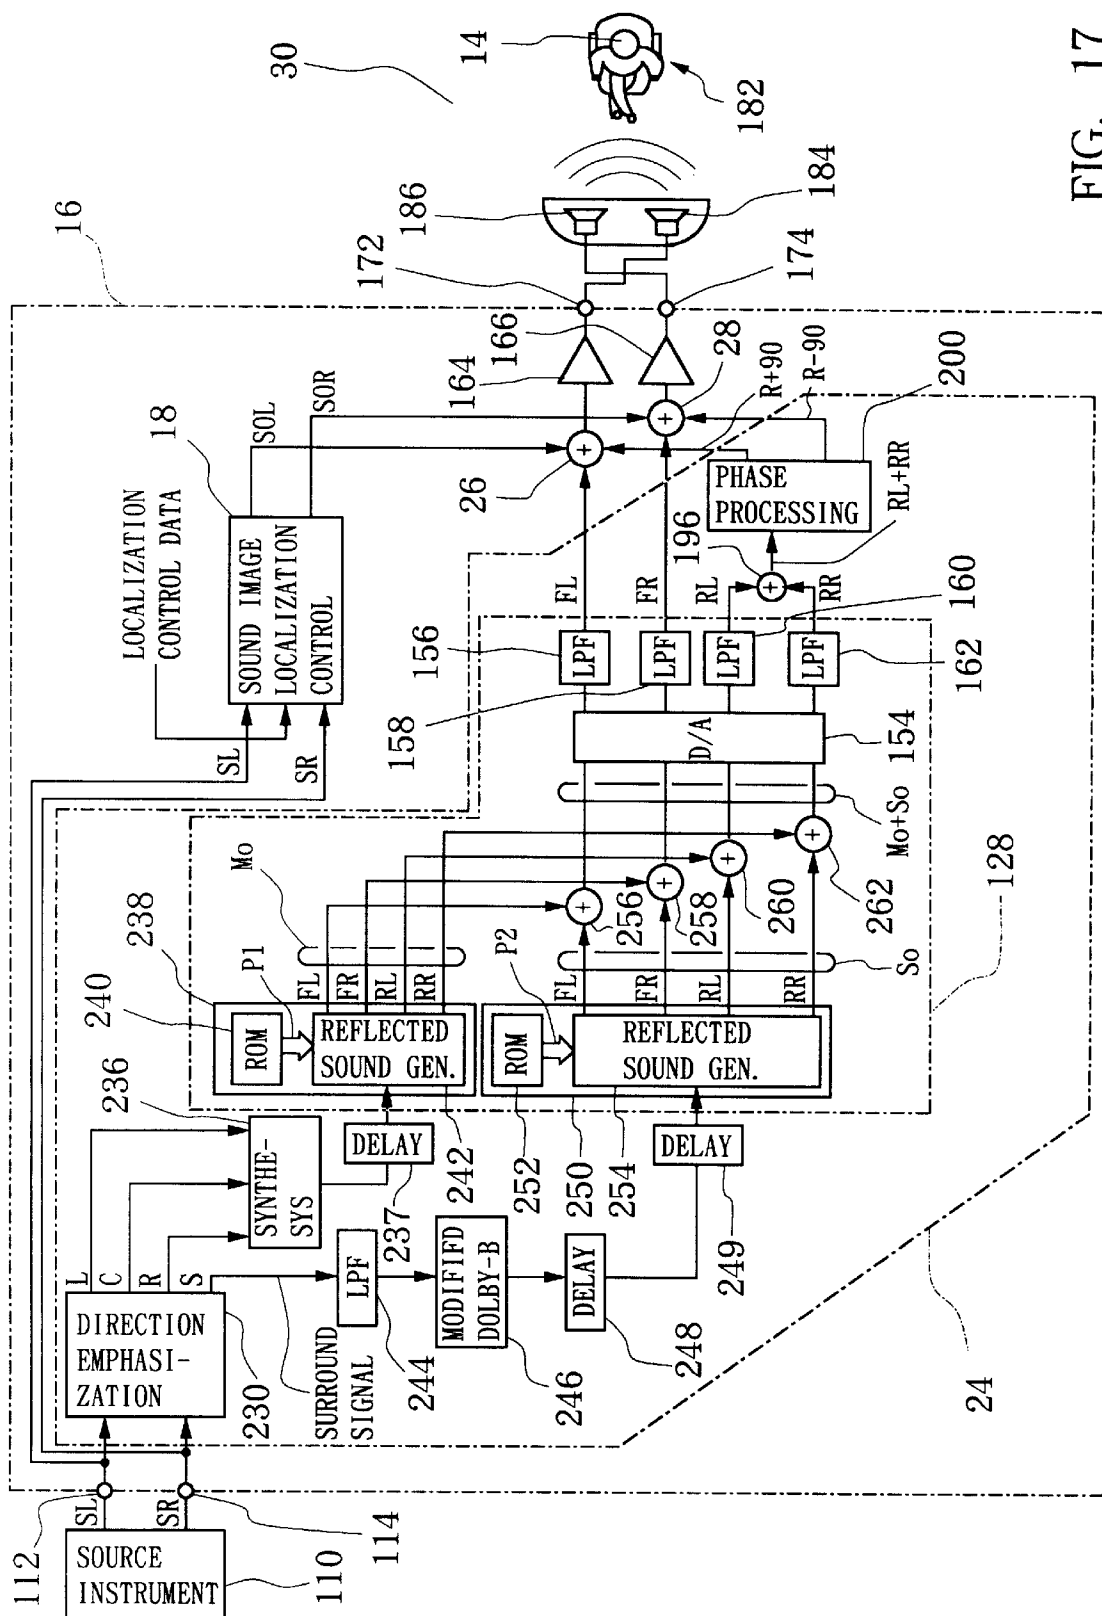 FIG. 17
30
14
182
186
184
16
172
174
164
166
28
R+90
R-90
200
18
SOL
SOR
26
LOCALIZATION
CONTROL DATA
SOUND IMAGE
LOCALIZATION
CONTROL
SL
SR
PHASE
PROCESSING
RL+RR
196
FL
FR
RL
RR
156
LPF
158
LPF
LPF
160
LPF
162
D/A
154
Mo+So
Mo
238
P1
240
ROM
FL
FR
RL
RR
REFLECTED
SOUND GEN.
242
256
258
260
262
P2
ROM
252
FL
FR
RL
RR
REFLECTED
SOUND GEN.
250
254
So
128
236
SYNTHE-
SYS
DELAY
237
DELAY
249
L
C
R
S
DIRECTION
EMPHASI-
ZATION
230
SURROUND
SIGNAL
LPF
244
MODIFIFD
DOLBY-B
246
DELAY
248
24
112
SL
SR
114
SOURCE
INSTRUMENT
110